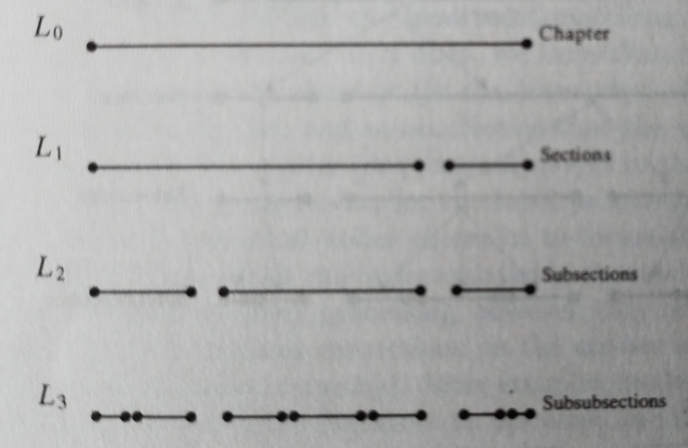 L0 Chapter
L1 Sections
L2 Subsections
L3 Subsubsections